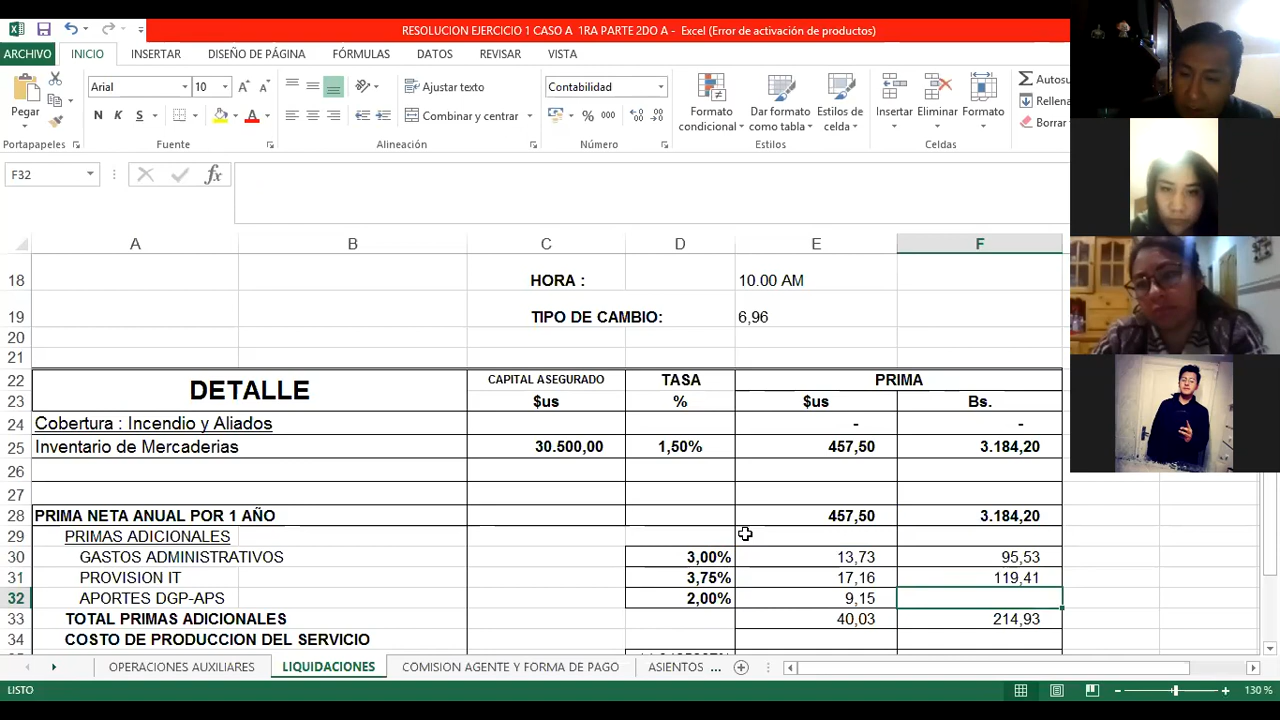 RESOLUCION EJERCICIO 1 CASO A 1RA PARTE 2DO A - Excel (Error de activación de productos)
ARCHIVO INICIO INSERTAR DISEÑO DE PÁGINA FÓRMULAS DATOS REVISAR VISTA
Arial 10 Ajustar texto Contabilidad Autosu
Pegar N K S Combinar y centrar % 000 Formato condicional Dar formato como tabla Estilos de celda Insertar Eliminar Formato Rellena
Borrar
Portapapeles Fuente Alineación Número Estilos Celdas
F32 fx
A B C D E F
18 HORA : 10.00 AM
19 TIPO DE CAMBIO: 6,96
20
21
22 DETALLE CAPITAL ASEGURADO TASA PRIMA
23 $us % $us Bs.
24 Cobertura : Incendio y Aliados - -
25 Inventario de Mercaderias 30.500,00 1,50% 457,50 3.184,20
26
27
28 PRIMA NETA ANUAL POR 1 AÑO 457,50 3.184,20
29 PRIMAS ADICIONALES
30 GASTOS ADMINISTRATIVOS 3,00% 13,73 95,53
31 PROVISION IT 3,75% 17,16 119,41
32 APORTES DGP-APS 2,00% 9,15
33 TOTAL PRIMAS ADICIONALES 40,03 214,93
34 COSTO DE PRODUCCION DEL SERVICIO
OPERACIONES AUXILIARES LIQUIDACIONES COMISION AGENTE Y FORMA DE PAGO ASIENTOS ...
LISTO 130 %